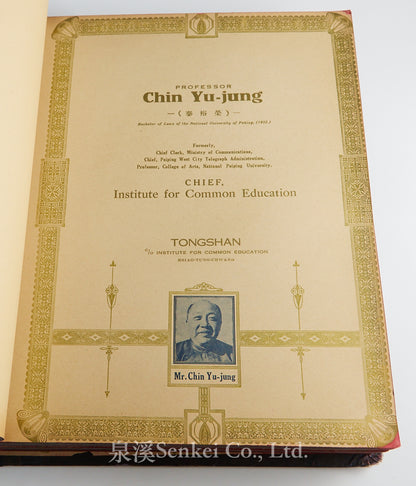 PROFESSOR
Chin Yu-jung
—(秦裕榮)—
Bachelor of Laws of the National University of Peking, (1920.)
Formerly,
Chief Clerk, Ministry of Communications,
Chief, Peiping West City Telegraph Administration,
Professor, College of Arts, National Peiping University.
CHIEF,
Institute for Common Education
TONGSHAN
c/o INSTITUTE FOR COMMON EDUCATION
Mr. Chin Yu-jung
泉溪Senkei Co., Ltd.